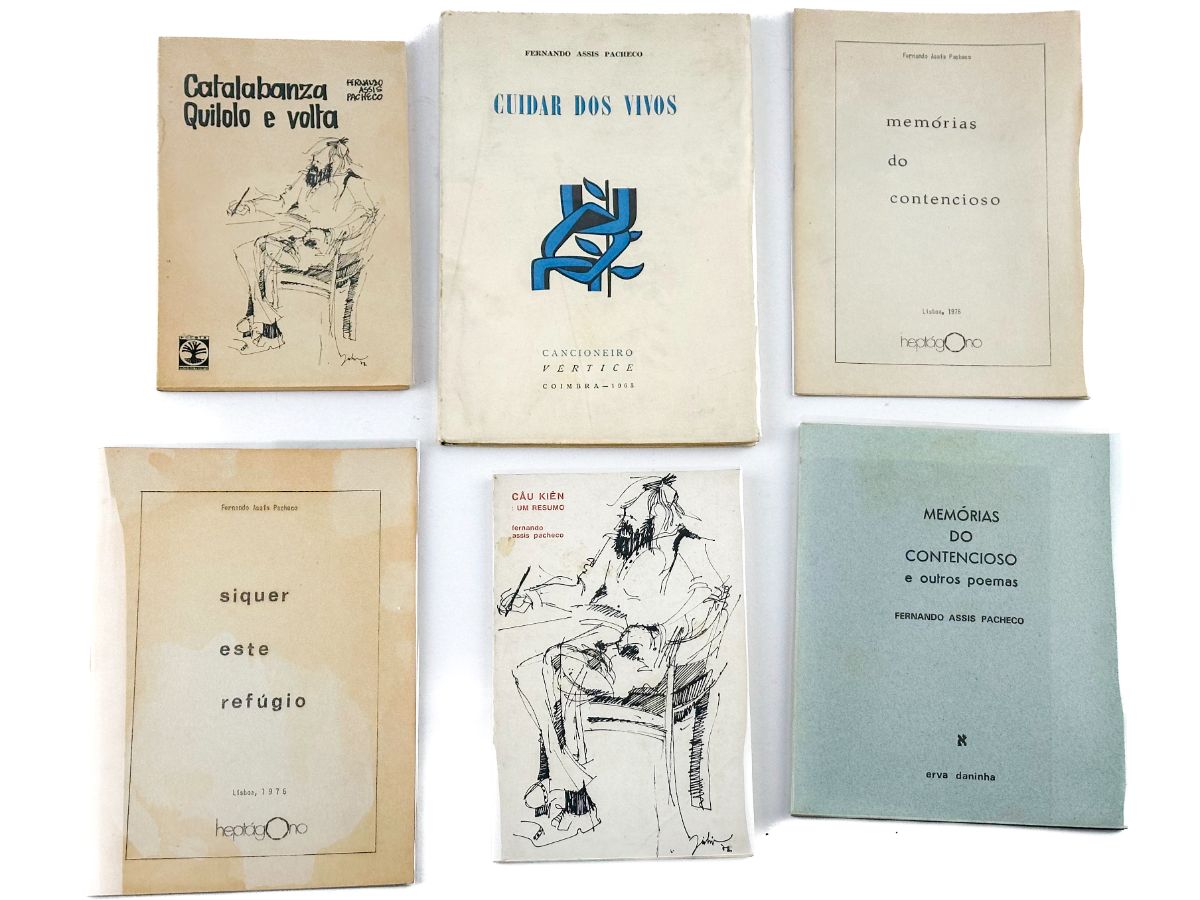 Catalabanza
Quilolo e volta
FERNANDO
ASSIS
PACHECO
FERNANDO ASSIS PACHECO
CUIDAR DOS VIVOS
CANCIONEIRO
VÉRTICE
COIMBRA — 1963
Fernando Assis Pacheco
memórias
do
contencioso
Lisboa, 1976
heptágOno
Fernando Assis Pacheco
siquer
este
refúgio
Lisboa, 1976
heptágOno
CÂU KIÊN
: UM RESUMO
fernando
assis pacheco
MEMÓRIAS
DO
CONTENCIOSO
e outros poemas
FERNANDO ASSIS PACHECO
א
erva daninha